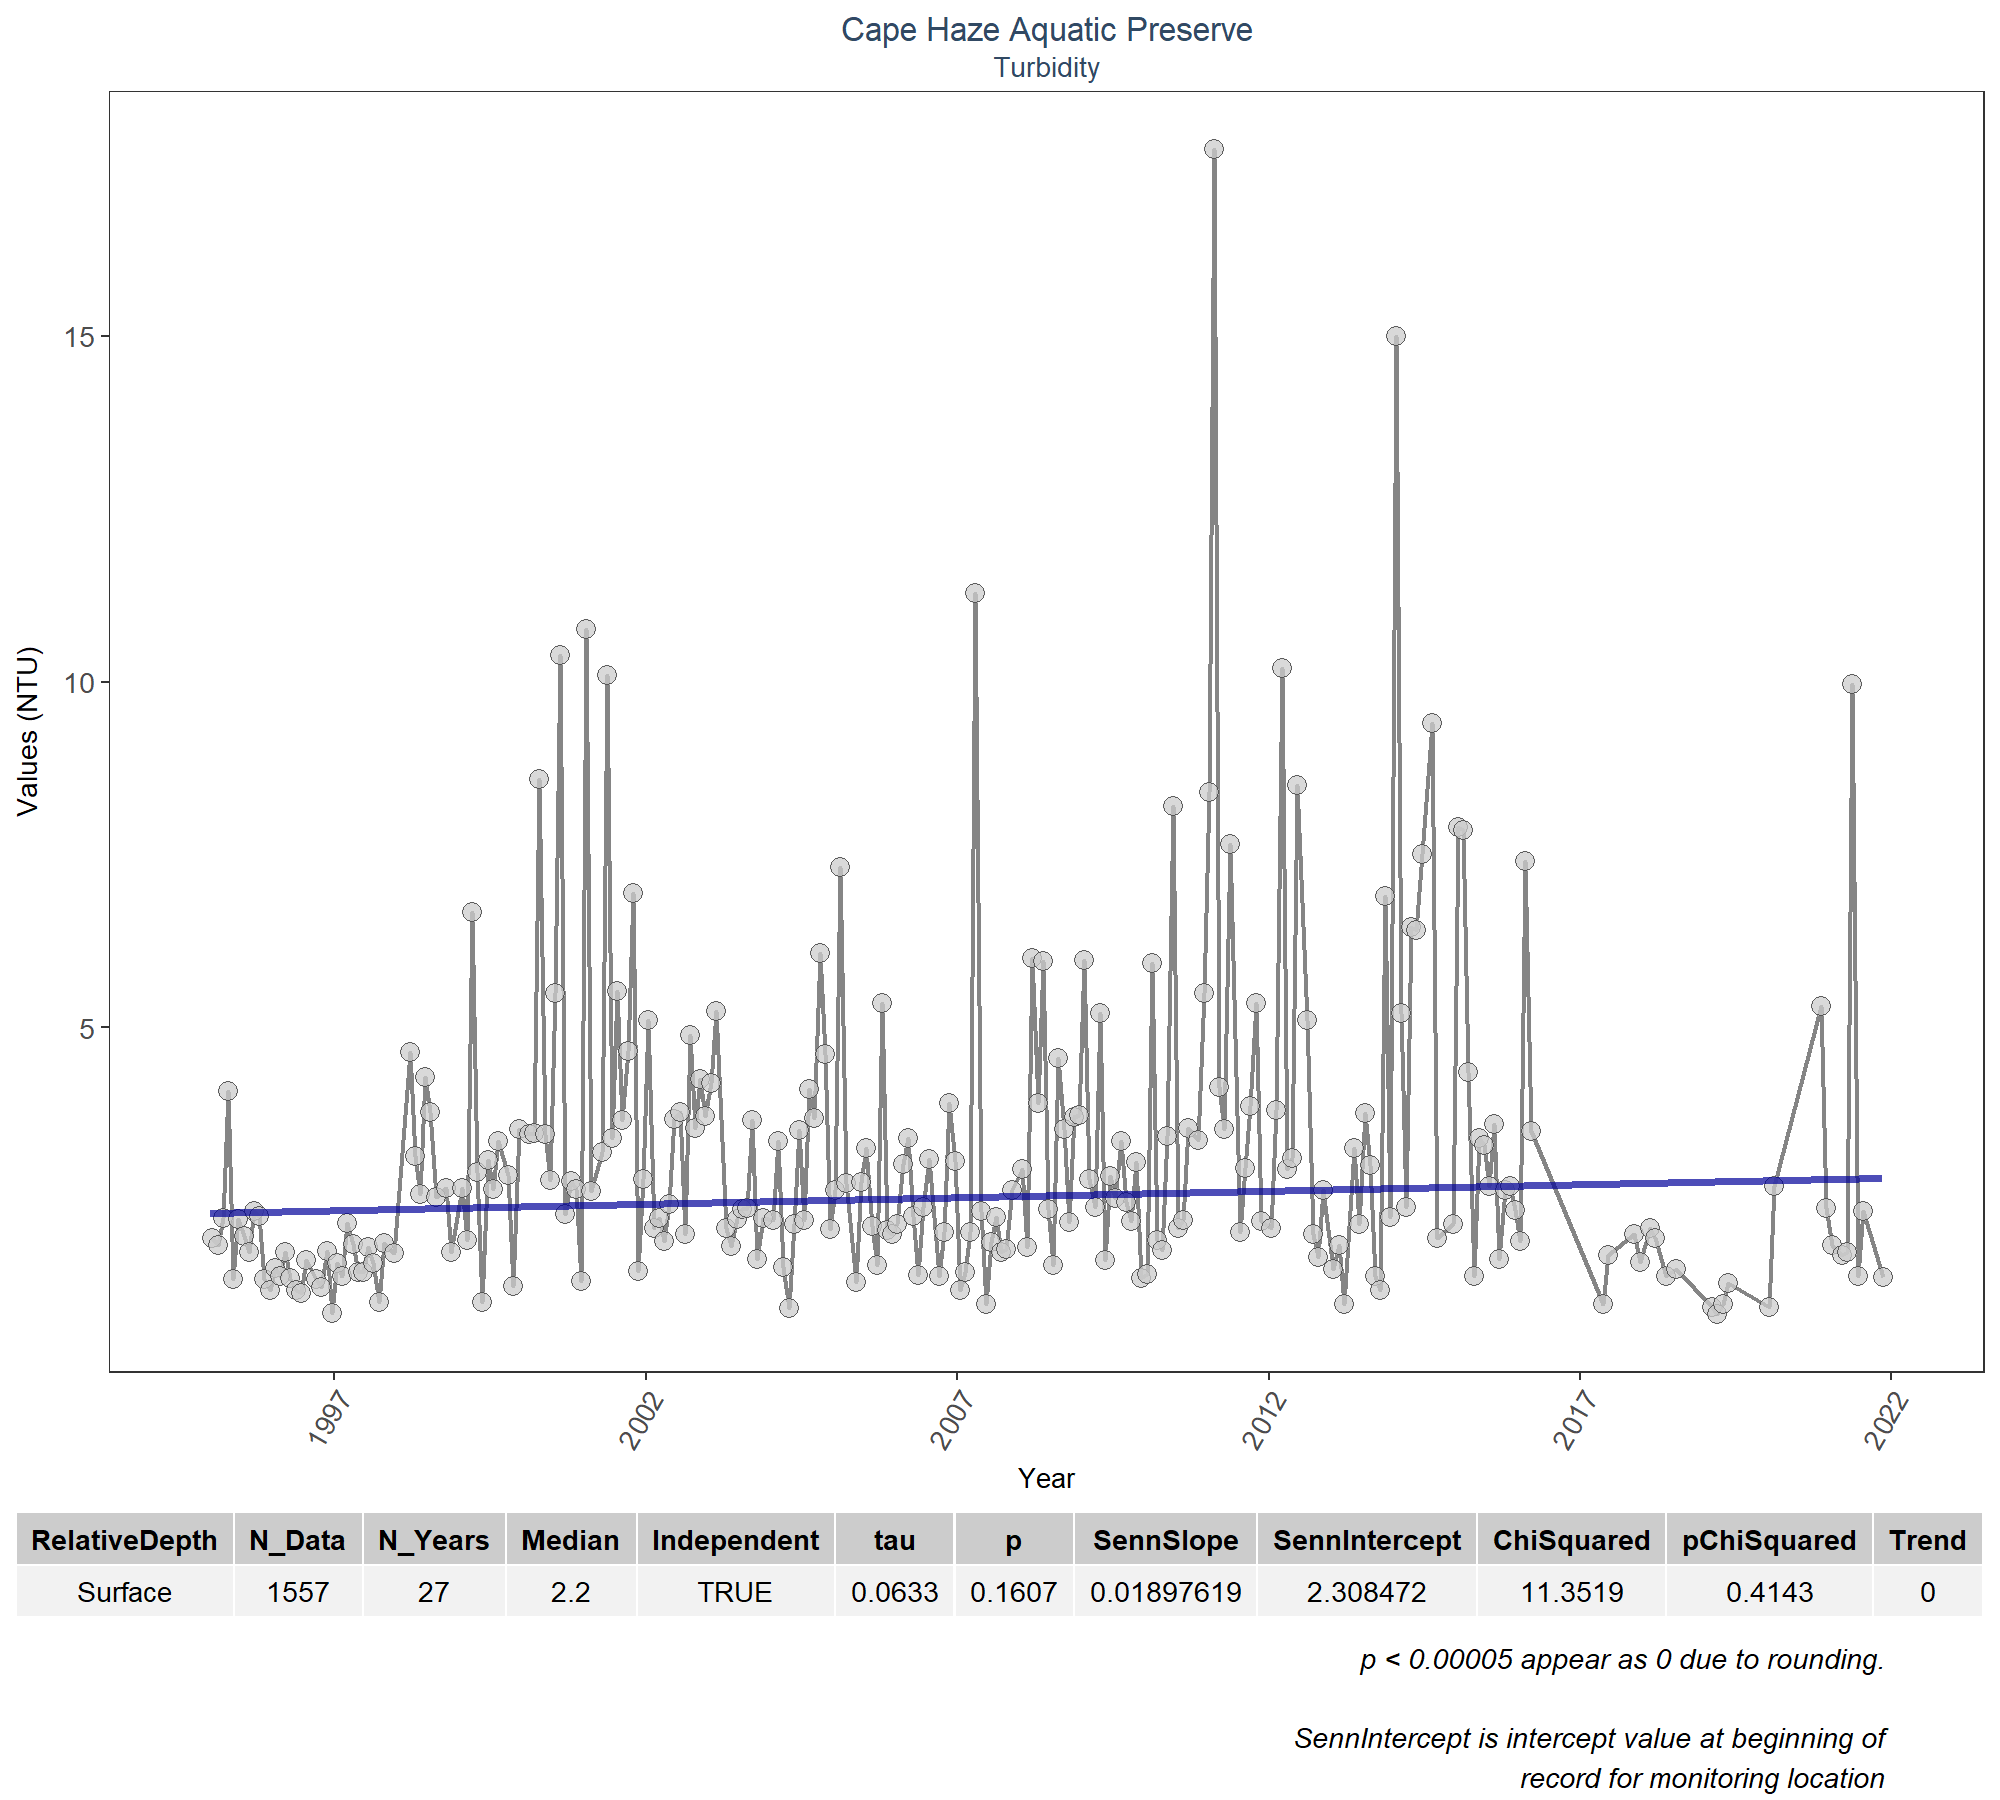 Cape Haze Aquatic Preserve
Turbidity
15
10
5
Values (NTU)
1997 2002 2007 2012 2017 2022
Year
RelativeDepth N_Data N_Years Median Independent tau p SennSlope SennIntercept ChiSquared pChiSquared Trend
Surface 1557 27 2.2 TRUE 0.0633 0.1607 0.01897619 2.308472 11.3519 0.4143 0
p < 0.00005 appear as 0 due to rounding.
SennIntercept is intercept value at beginning of
record for monitoring location